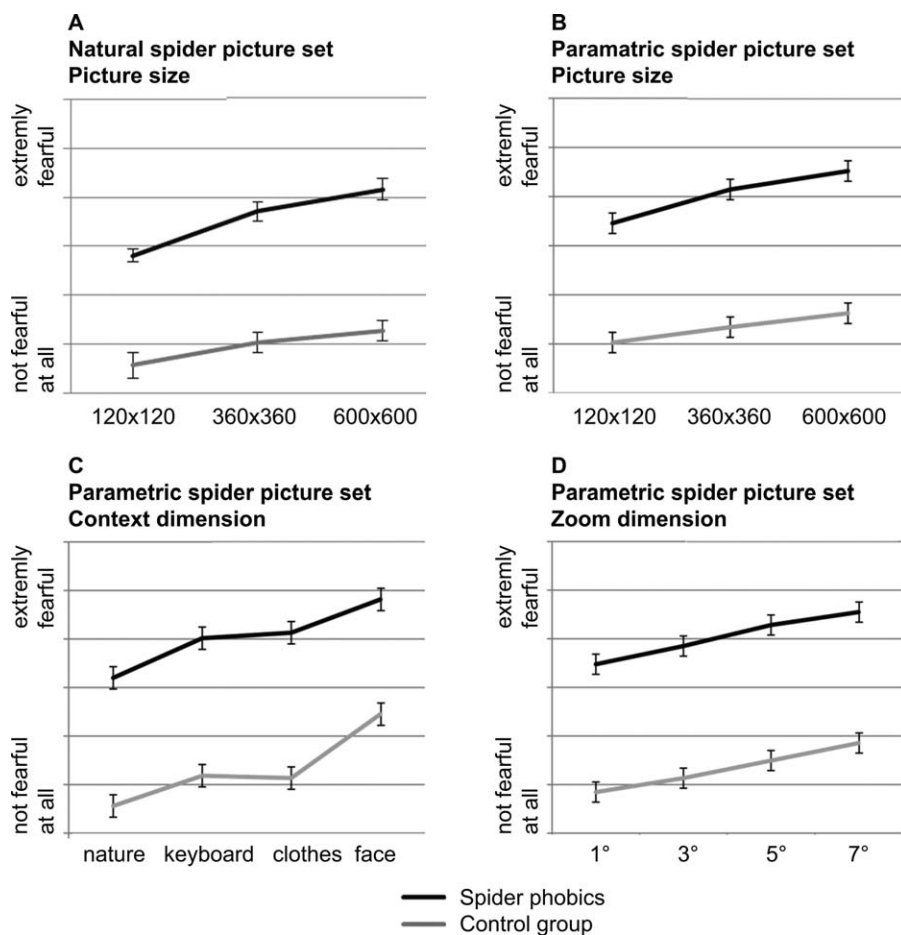 A
Natural spider picture set
Picture size
extremly
fearful
not fearful
at all
120x120 360x360 600x600
B
Paramatric spider picture set
Picture size
extremly
fearful
not fearful
at all
120x120 360x360 600x600
C
Parametric spider picture set
Context dimension
extremly
fearful
not fearful
at all
nature keyboard clothes face
D
Parametric spider picture set
Zoom dimension
extremly
fearful
not fearful
at all
1° 3° 5° 7°
Spider phobics
Control group